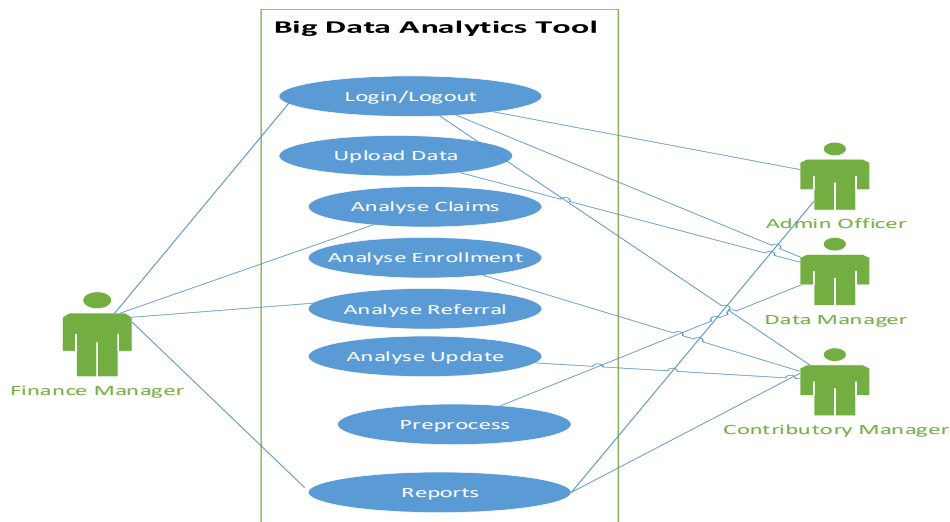 Big Data Analytics Tool
Login/Logout
Upload Data
Analyse Claims
Analyse Enrollment
Analyse Referral
Analyse Update
Preprocess
Reports
Finance Manager
Admin Officer
Data Manager
Contributory Manager